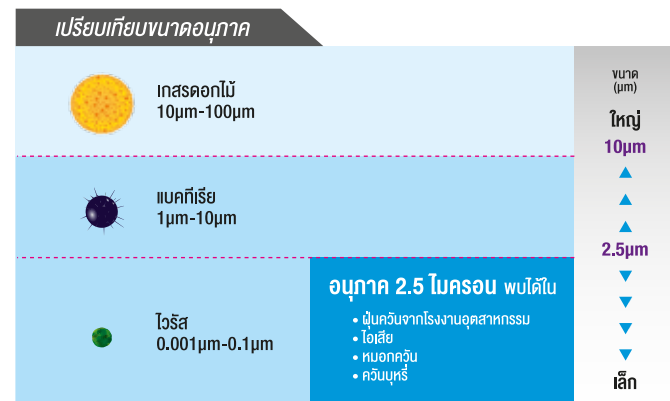 เปรียบเทียบขนาดอนุภาค
เกสรดอกไม้
10µm-100µm
แบคทีเรีย
1µm-10µm
ไวรัส
0.001µm-0.1µm
อนุภาค 2.5 ไมครอน พบได้ใน
• ฝุ่นควันจากโรงงานอุตสาหกรรม
• ไอเสีย
• หมอกควัน
• ควันบุหรี่
ขนาด
(µm)
ใหญ่
10µm
2.5µm
เล็ก